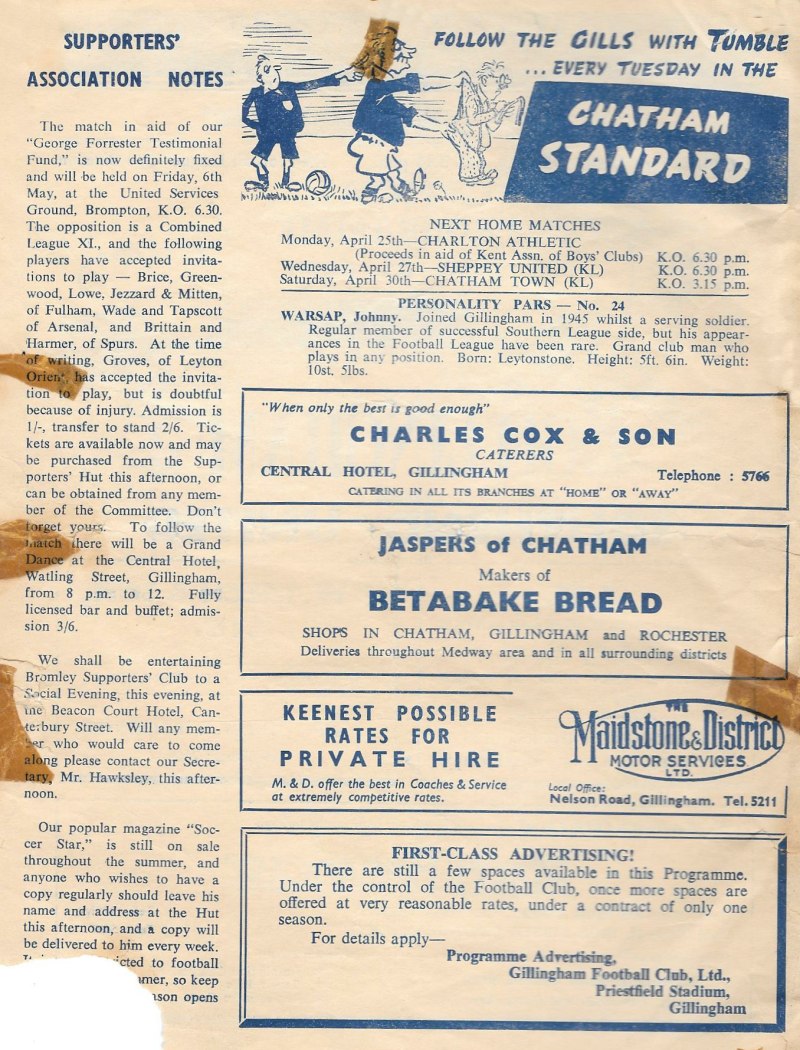 SUPPORTERS'
ASSOCIATION NOTES
The match in aid of our
"George Forrester Testimonial
Fund," is now definitely fixed
and will be held on Friday, 6th
May, at the United Services
Ground, Brompton, K.O. 6.30.
The opposition is a Combined
League XI., and the following
players have accepted invita-
tions to play — Brice, Green-
wood, Lowe, Jezzard & Mitten,
of Fulham, Wade and Tapscott
of Arsenal, and Brittain and
Harmer, of Spurs. At the time
of writing, Groves, of Leyton
Orient, has accepted the invita-
tion to play, but is doubtful
because of injury. Admission is
1/-, transfer to stand 2/6. Tic-
kets are available now and may
be purchased from the Sup-
porters' Hut this afternoon, or
can be obtained from any mem-
ber of the Committee. Don't
forget yours. To follow the
match there will be a Grand
Dance at the Central Hotel,
Watling Street, Gillingham,
from 8 p.m. to 12. Fully
licensed bar and buffet; admis-
sion 3/6.
We shall be entertaining
Bromley Supporters' Club to a
Social Evening, this evening, at
the Beacon Court Hotel, Can-
terbury Street. Will any mem-
ber who would care to come
along please contact our Secre-
tary, Mr. Hawksley, this after-
noon.
Our popular magazine "Soc-
cer Star," is still on sale
throughout the summer, and
anyone who wishes to have a
copy regularly should leave his
name and address at the Hut
this afternoon, and a copy will
be delivered to him every week.
to football
so keep
opens
FOLLOW THE GILLS WITH TUMBLE
... EVERY TUESDAY IN THE
CHATHAM
STANDARD
NEXT HOME MATCHES
Monday, April 25th—CHARLTON ATHLETIC
(Proceeds in aid of Kent Assn. of Boys' Clubs) K.O. 6.30 p.m.
Wednesday, April 27th—SHEPPEY UNITED (KL) K.O. 6.30 p.m.
Saturday, April 30th—CHATHAM TOWN (KL) K.O. 3.15 p.m.
PERSONALITY PARS — No. 24
WARSAP, Johnny. Joined Gillingham in 1945 whilst a serving soldier.
Regular member of successful Southern League side, but his appear-
ances in the Football League have been rare. Grand club man who
plays in any position. Born: Leytonstone. Height: 5ft. 6in. Weight:
10st. 5lbs.
"When only the best is good enough"
CHARLES COX & SON
CATERERS
CENTRAL HOTEL, GILLINGHAM Telephone : 5766
CATERING IN ALL ITS BRANCHES AT "HOME" OR "AWAY"
JASPERS of CHATHAM
Makers of
BETABAKE BREAD
SHOPS IN CHATHAM, GILLINGHAM and ROCHESTER
Deliveries throughout Medway area and in all surrounding districts
KEENEST POSSIBLE
RATES FOR
PRIVATE HIRE
M. & D. offer the best in Coaches & Service
at extremely competitive rates.
THE
Maidstone & District
MOTOR SERVICES
LTD.
Local Office:
Nelson Road, Gillingham. Tel. 5211
FIRST-CLASS ADVERTISING!
There are still a few spaces available in this Programme.
Under the control of the Football Club, once more spaces are
offered at very reasonable rates, under a contract of only one
season.
For details apply—
Programme Advertising,
Gillingham Football Club, Ltd.,
Priestfield Stadium,
Gillingham